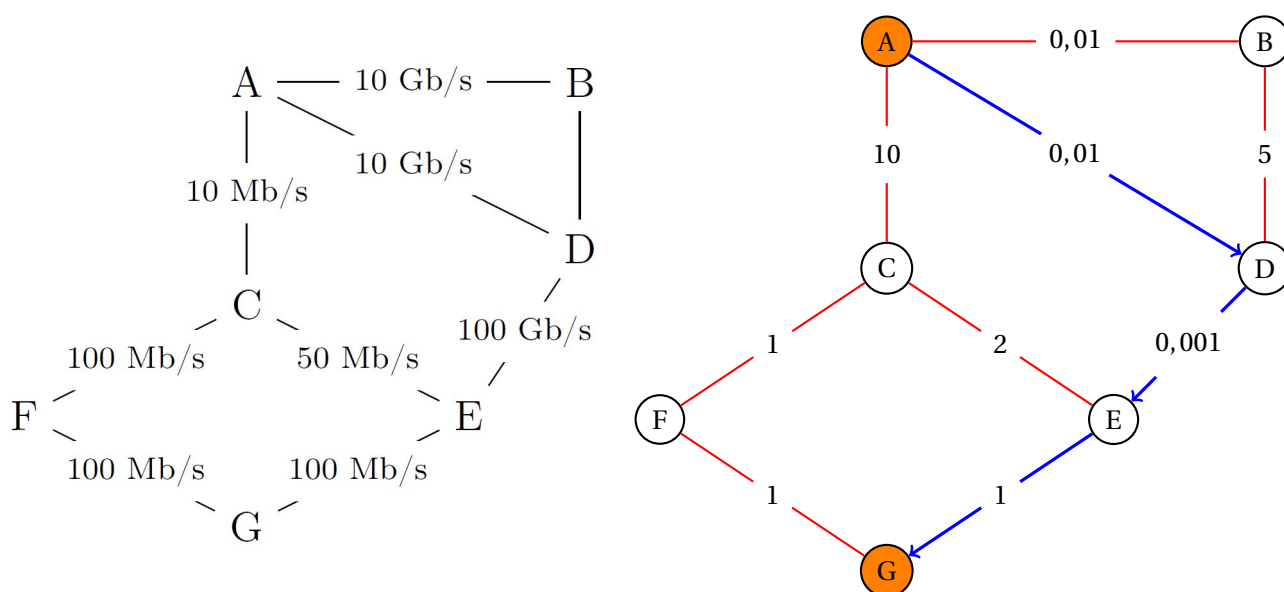 A 10 Gb/s B
10 Gb/s
10 Mb/s
D
C
100 Gb/s
100 Mb/s 50 Mb/s
F E
100 Mb/s 100 Mb/s
G
A 0,01 B
10 0,01 5
C D
1 2 0,001
F E
1 1
G